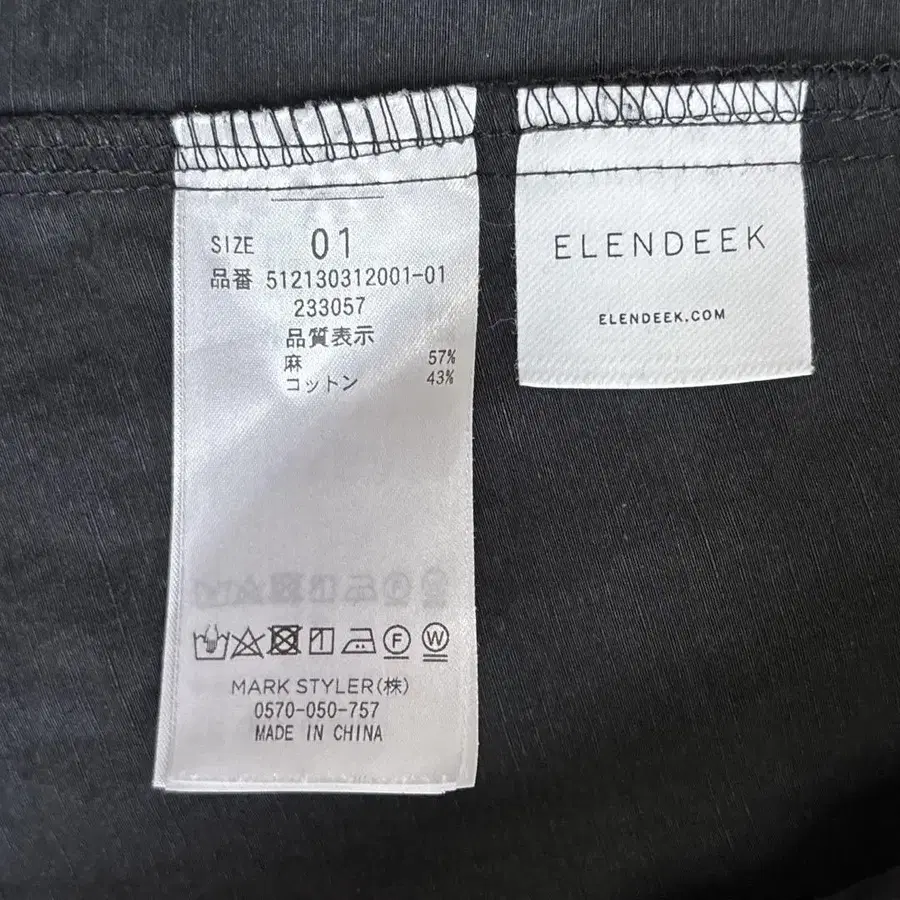 SIZE 01
品番 512130312001-01
233057
品質表示
麻 57%
コットン 43%
F W
MARK STYLER(株)
0570-050-757
MADE IN CHINA
ELENDEEK
ELENDEEK.COM